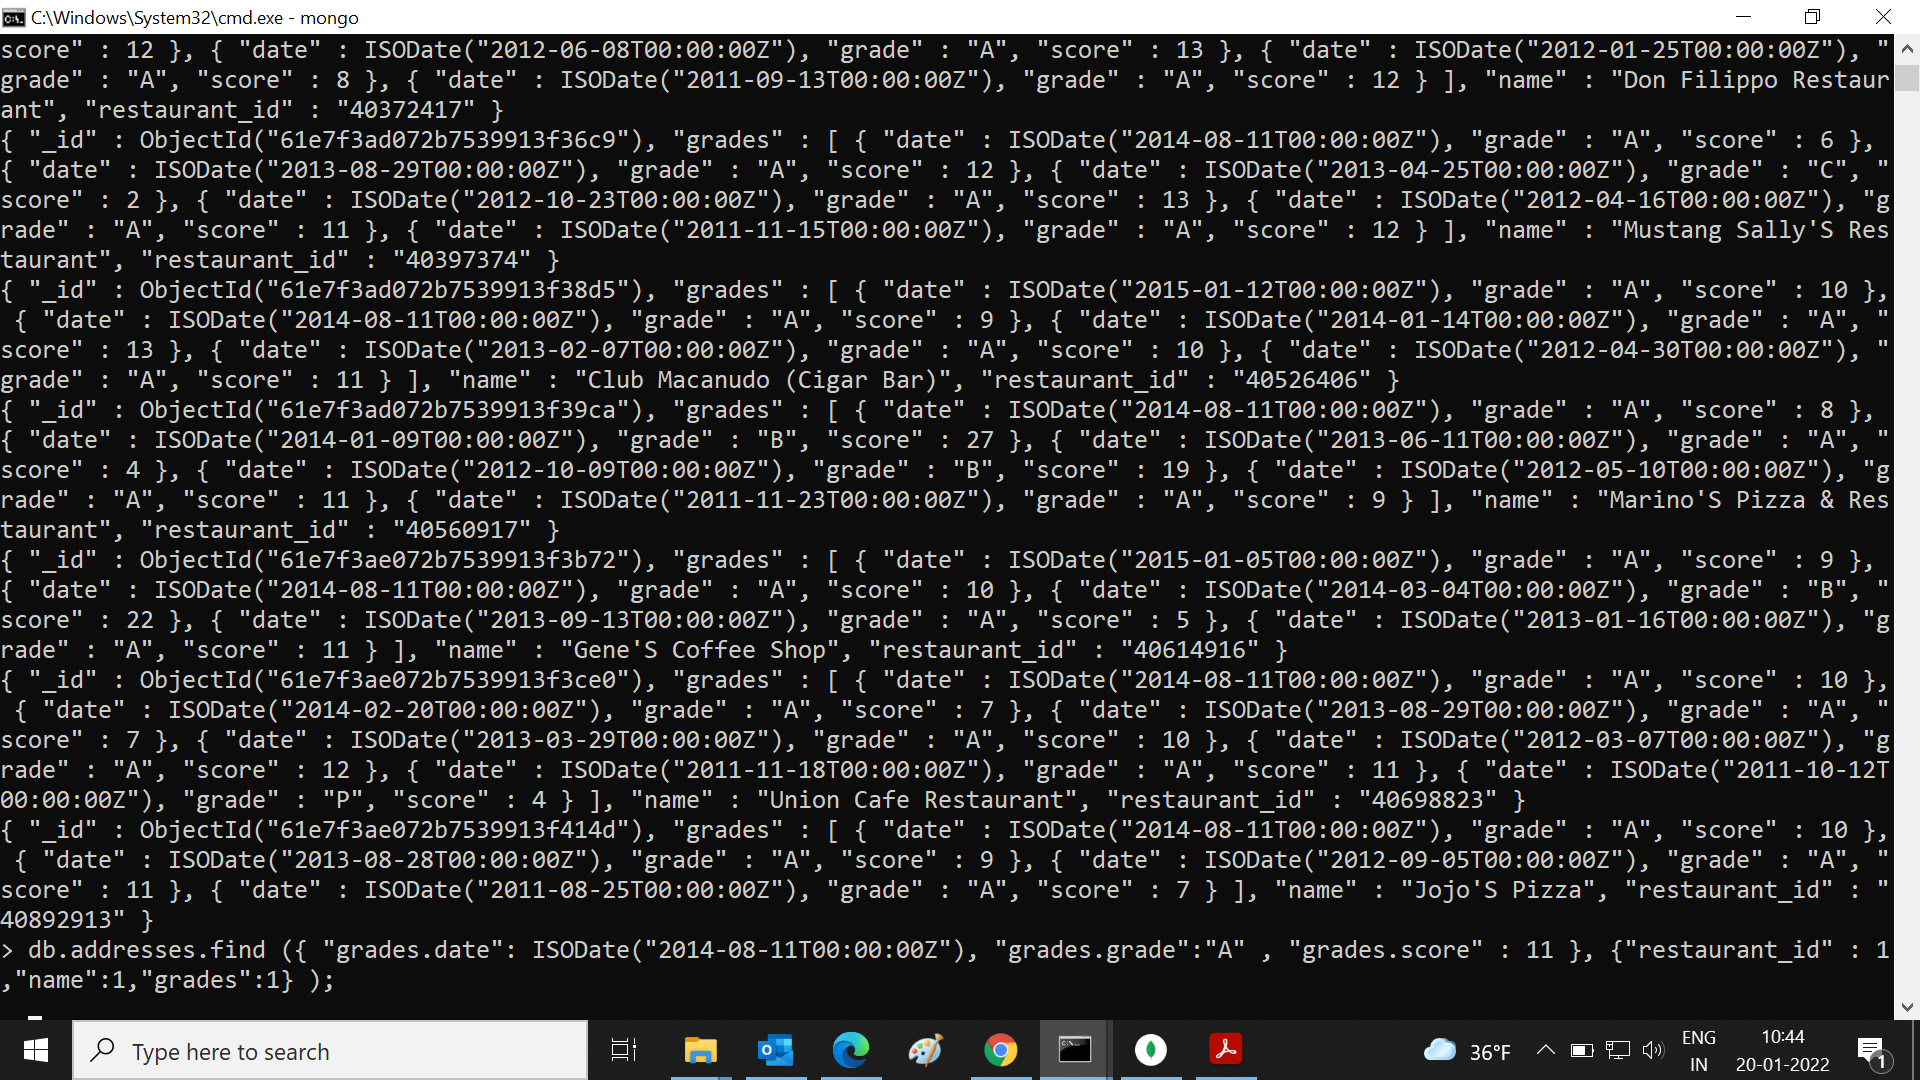 C:\Windows\System32\cmd.exe - mongo
score" : 12 }, { "date" : ISODate("2012-06-08T00:00:00Z"), "grade" : "A", "score" : 13 }, { "date" : ISODate("2012-01-25T00:00:00Z"), "
grade" : "A", "score" : 8 }, { "date" : ISODate("2011-09-13T00:00:00Z"), "grade" : "A", "score" : 12 } ], "name" : "Don Filippo Restaur
ant", "restaurant_id" : "40372417" }
{ "_id" : ObjectId("61e7f3ad072b7539913f36c9"), "grades" : [ { "date" : ISODate("2014-08-11T00:00:00Z"), "grade" : "A", "score" : 6 },
{ "date" : ISODate("2013-08-29T00:00:00Z"), "grade" : "A", "score" : 12 }, { "date" : ISODate("2013-04-25T00:00:00Z"), "grade" : "C", "
score" : 2 }, { "date" : ISODate("2012-10-23T00:00:00Z"), "grade" : "A", "score" : 13 }, { "date" : ISODate("2012-04-16T00:00:00Z"), "g
rade" : "A", "score" : 11 }, { "date" : ISODate("2011-11-15T00:00:00Z"), "grade" : "A", "score" : 12 } ], "name" : "Mustang Sally'S Res
taurant", "restaurant_id" : "40397374" }
{ "_id" : ObjectId("61e7f3ad072b7539913f38d5"), "grades" : [ { "date" : ISODate("2015-01-12T00:00:00Z"), "grade" : "A", "score" : 10 },
 { "date" : ISODate("2014-08-11T00:00:00Z"), "grade" : "A", "score" : 9 }, { "date" : ISODate("2014-01-14T00:00:00Z"), "grade" : "A", "
score" : 13 }, { "date" : ISODate("2013-02-07T00:00:00Z"), "grade" : "A", "score" : 10 }, { "date" : ISODate("2012-04-30T00:00:00Z"), "
grade" : "A", "score" : 11 } ], "name" : "Club Macanudo (Cigar Bar)", "restaurant_id" : "40526406" }
{ "_id" : ObjectId("61e7f3ad072b7539913f39ca"), "grades" : [ { "date" : ISODate("2014-08-11T00:00:00Z"), "grade" : "A", "score" : 8 },
{ "date" : ISODate("2014-01-09T00:00:00Z"), "grade" : "B", "score" : 27 }, { "date" : ISODate("2013-06-11T00:00:00Z"), "grade" : "A", "
score" : 4 }, { "date" : ISODate("2012-10-09T00:00:00Z"), "grade" : "B", "score" : 19 }, { "date" : ISODate("2012-05-10T00:00:00Z"), "g
rade" : "A", "score" : 11 }, { "date" : ISODate("2011-11-23T00:00:00Z"), "grade" : "A", "score" : 9 } ], "name" : "Marino'S Pizza & Res
taurant", "restaurant_id" : "40560917" }
{ "_id" : ObjectId("61e7f3ae072b7539913f3b72"), "grades" : [ { "date" : ISODate("2015-01-05T00:00:00Z"), "grade" : "A", "score" : 9 },
{ "date" : ISODate("2014-08-11T00:00:00Z"), "grade" : "A", "score" : 10 }, { "date" : ISODate("2014-03-04T00:00:00Z"), "grade" : "B", "
score" : 22 }, { "date" : ISODate("2013-09-13T00:00:00Z"), "grade" : "A", "score" : 5 }, { "date" : ISODate("2013-01-16T00:00:00Z"), "g
rade" : "A", "score" : 11 } ], "name" : "Gene'S Coffee Shop", "restaurant_id" : "40614916" }
{ "_id" : ObjectId("61e7f3ae072b7539913f3ce0"), "grades" : [ { "date" : ISODate("2014-08-11T00:00:00Z"), "grade" : "A", "score" : 10 },
 { "date" : ISODate("2014-02-20T00:00:00Z"), "grade" : "A", "score" : 7 }, { "date" : ISODate("2013-08-29T00:00:00Z"), "grade" : "A", "
score" : 7 }, { "date" : ISODate("2013-03-29T00:00:00Z"), "grade" : "A", "score" : 10 }, { "date" : ISODate("2012-03-07T00:00:00Z"), "g
rade" : "A", "score" : 12 }, { "date" : ISODate("2011-11-18T00:00:00Z"), "grade" : "A", "score" : 11 }, { "date" : ISODate("2011-10-12T
00:00:00Z"), "grade" : "P", "score" : 4 } ], "name" : "Union Cafe Restaurant", "restaurant_id" : "40698823" }
{ "_id" : ObjectId("61e7f3ae072b7539913f414d"), "grades" : [ { "date" : ISODate("2014-08-11T00:00:00Z"), "grade" : "A", "score" : 10 },
 { "date" : ISODate("2013-08-28T00:00:00Z"), "grade" : "A", "score" : 9 }, { "date" : ISODate("2012-09-05T00:00:00Z"), "grade" : "A", "
score" : 11 }, { "date" : ISODate("2011-08-25T00:00:00Z"), "grade" : "A", "score" : 7 } ], "name" : "Jojo'S Pizza", "restaurant_id" : "
40892913" }
> db.addresses.find ({ "grades.date": ISODate("2014-08-11T00:00:00Z"), "grades.grade":"A" , "grades.score" : 11 }, {"restaurant_id" : 1
,"name":1,"grades":1} );
Type here to search
36°F
ENG
IN
10:44
20-01-2022
1